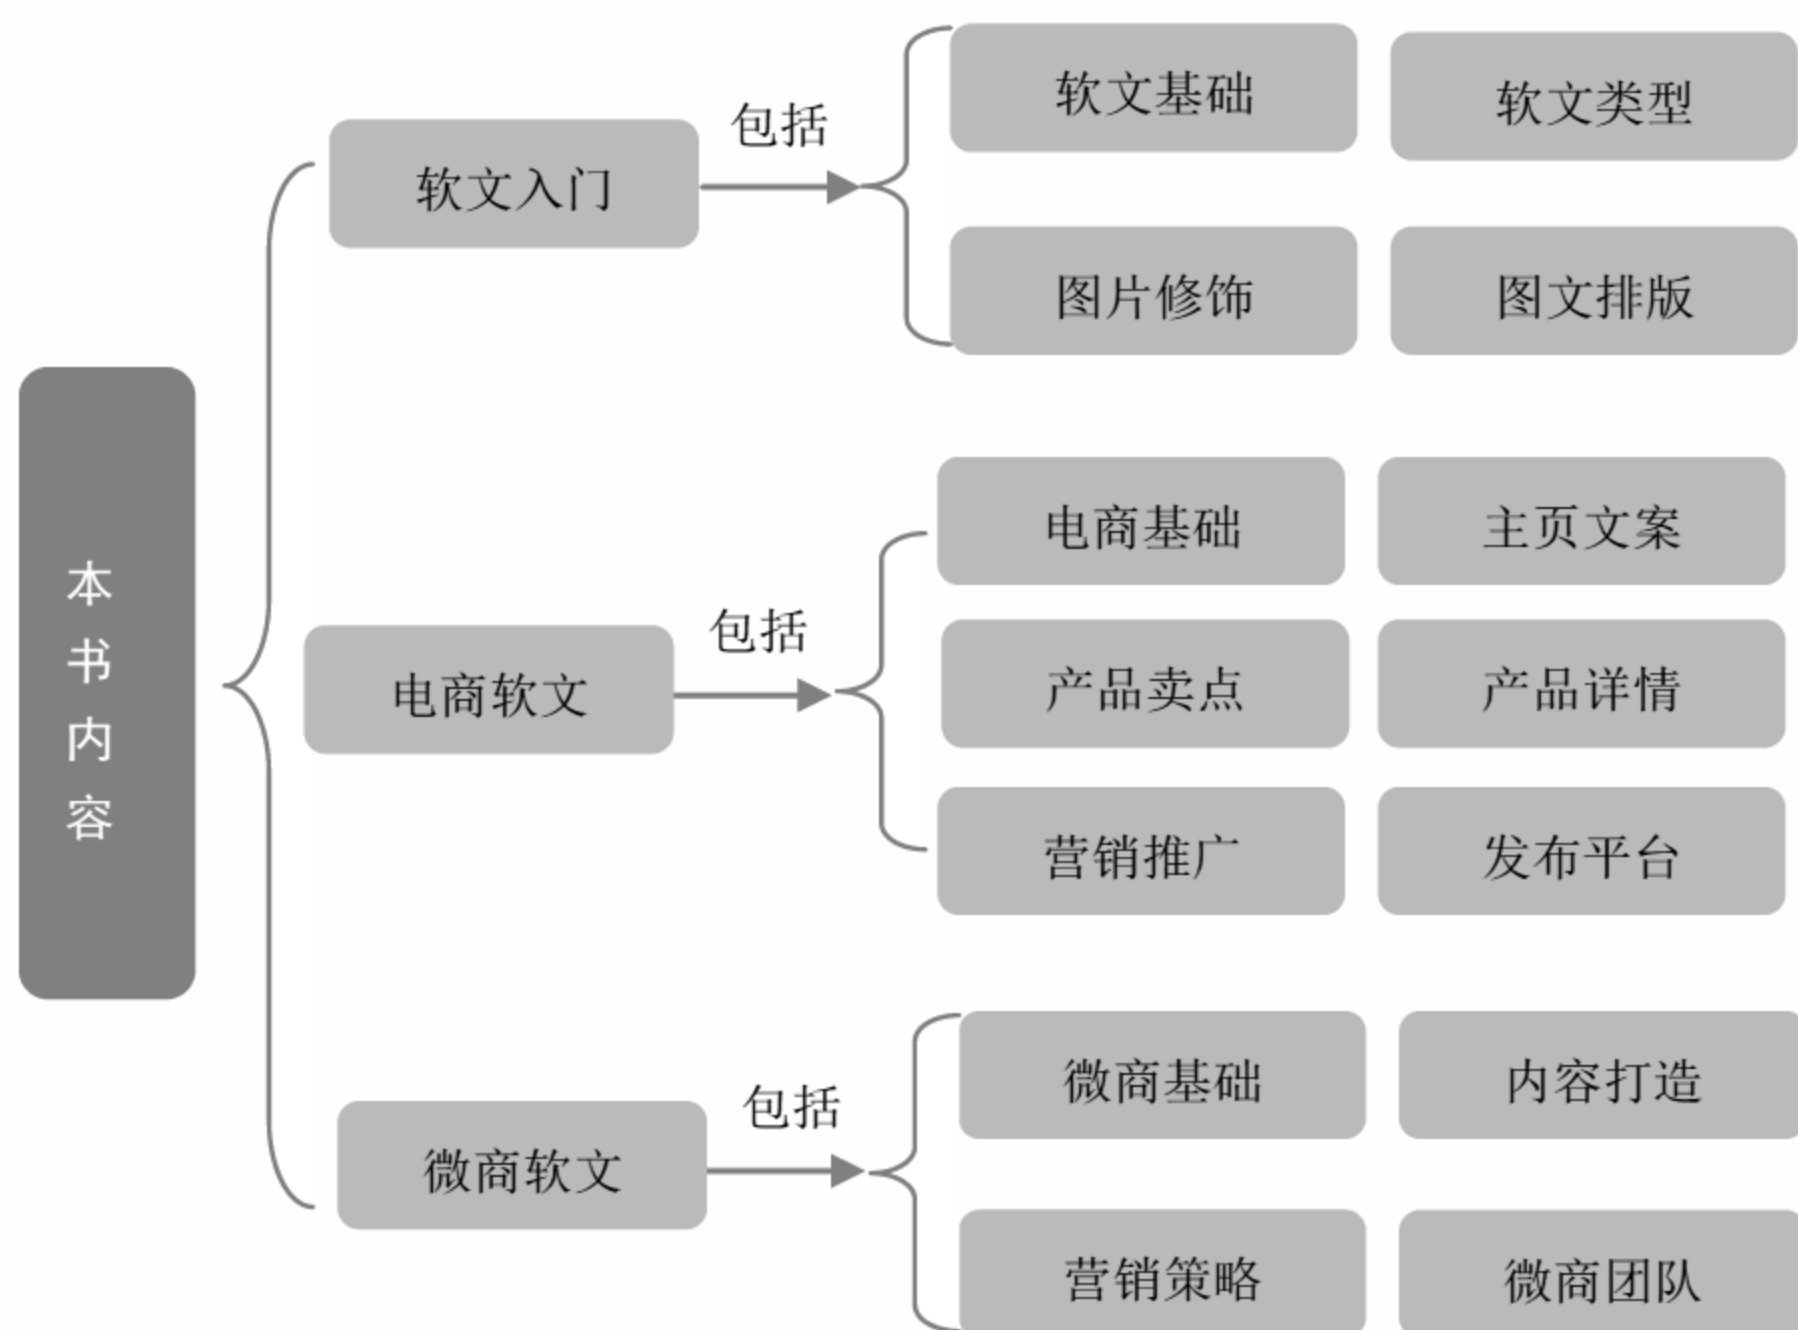 本书内容
软文入门
包括
软文基础
软文类型
图片修饰
图文排版
电商软文
包括
电商基础
主页文案
产品卖点
产品详情
营销推广
发布平台
微商软文
包括
微商基础
内容打造
营销策略
微商团队